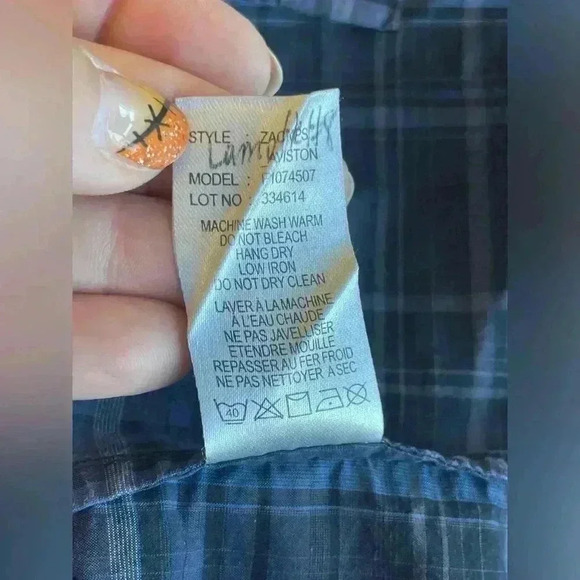 STYLE :
MODEL : F1074507
LOT NO : 334614
MACHINE WASH WARM
DO NOT BLEACH
HANG DRY
LOW IRON
DO NOT DRY CLEAN
LAVER À LA MACHINE
À L'EAU CHAUDE
NE PAS JAVELLISER
ETENDRE MOUILLE
REPASSER AU FER FROID
NE PAS NETTOYER A SEC
40